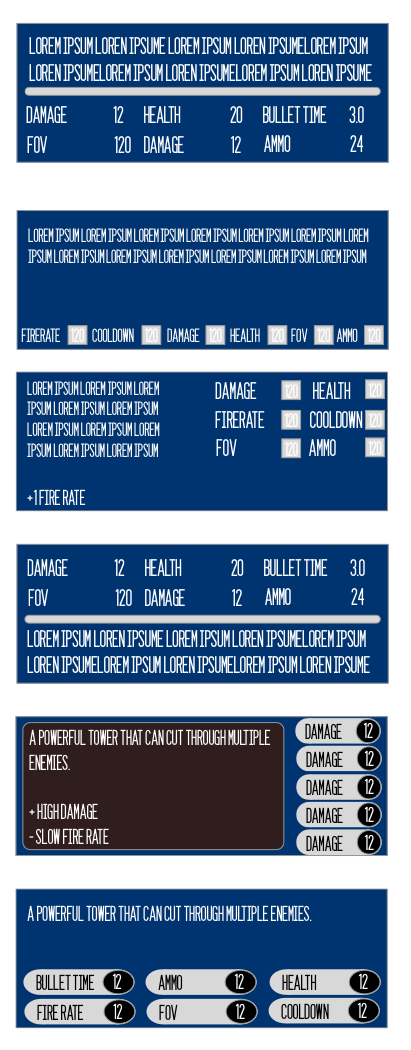 LOREM IPSUM LOREN IPSUME LOREM IPSUM LOREN IPSUMELOREM IPSUM
LOREN IPSUMELOREM IPSUM LOREN IPSUMELOREM IPSUM LOREN IPSUME
DAMAGE 12 HEALTH 20 BULLET TIME 3.0
FOV 120 DAMAGE 12 AMMO 24
LOREM IPSUM LOREM IPSUM LOREM IPSUM LOREM IPSUM LOREM IPSUM LOREM IPSUM LOREM
IPSUM LOREM IPSUM LOREM IPSUM LOREM IPSUM LOREM IPSUM LOREM IPSUM LOREM IPSUM
FIRERATE 120 COOLDOWN 120 DAMAGE 120 HEALTH 120 FOV 120 AMMO 120
LOREM IPSUM LOREM IPSUM LOREM
IPSUM LOREM IPSUM LOREM IPSUM
LOREM IPSUM LOREM IPSUM LOREM
IPSUM LOREM IPSUM LOREM IPSUM
+1 FIRE RATE
DAMAGE 120 HEALTH 120
FIRERATE 120 COOLDOWN 120
FOV 120 AMMO 120
DAMAGE 12 HEALTH 20 BULLET TIME 3.0
FOV 120 DAMAGE 12 AMMO 24
LOREM IPSUM LOREN IPSUME LOREM IPSUM LOREN IPSUMELOREM IPSUM
LOREN IPSUMELOREM IPSUM LOREN IPSUMELOREM IPSUM LOREN IPSUME
A POWERFUL TOWER THAT CAN CUT THROUGH MULTIPLE
ENEMIES.
+ HIGH DAMAGE
- SLOW FIRE RATE
DAMAGE 12
DAMAGE 12
DAMAGE 12
DAMAGE 12
DAMAGE 12
A POWERFUL TOWER THAT CAN CUT THROUGH MULTIPLE ENEMIES.
BULLET TIME 12 AMMO 12 HEALTH 12
FIRE RATE 12 FOV 12 COOLDOWN 12